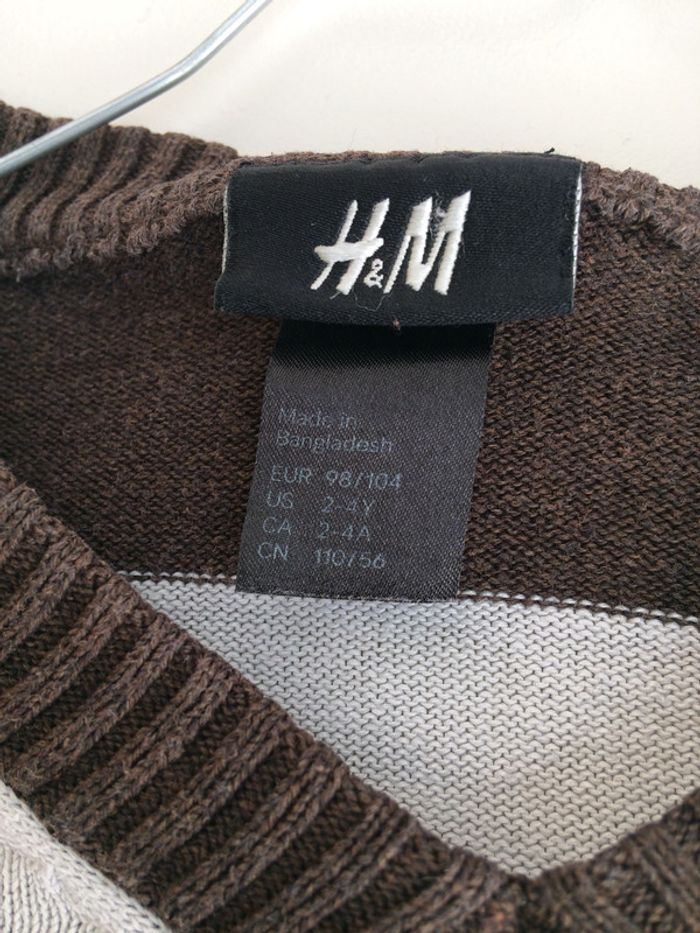 H&M
Made in
Bangladesh
EUR 98/104
US 2-4Y
CA 2-4A
CN 110/56